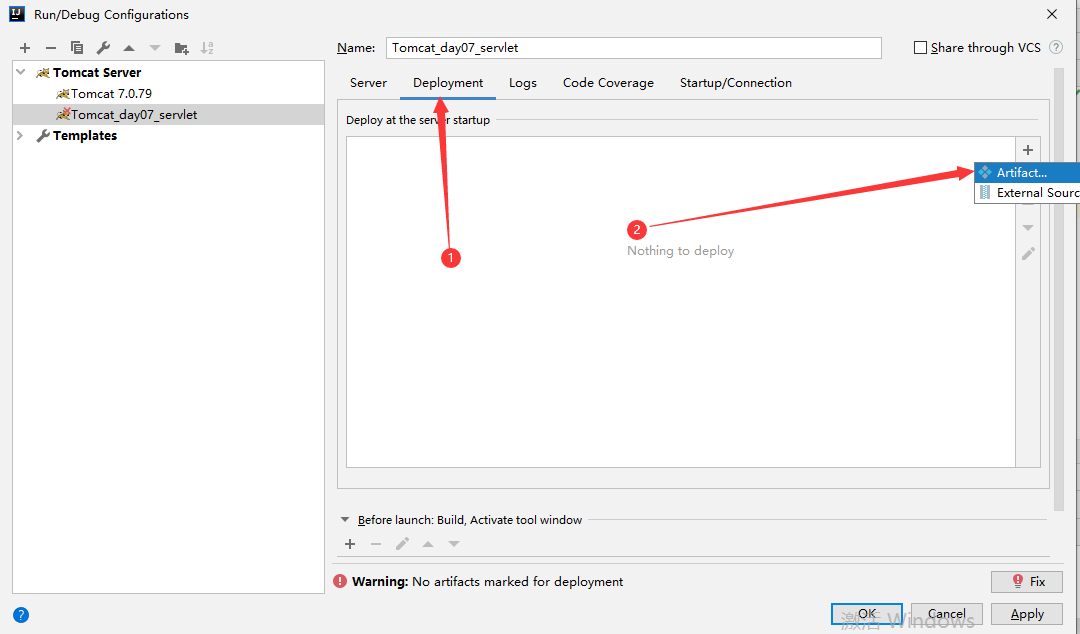 Run/Debug Configurations
Name: Tomcat_day07_servlet Share through VCS ?
Tomcat Server
Tomcat 7.0.79
Tomcat_day07_servlet
Templates
Server Deployment Logs Code Coverage Startup/Connection
Deploy at the server startup
Artifact...
External Sourc
2
Nothing to deploy
1
Before launch: Build, Activate tool window
Warning: No artifacts marked for deployment
Fix
?
OK Cancel Apply
激活 Windows